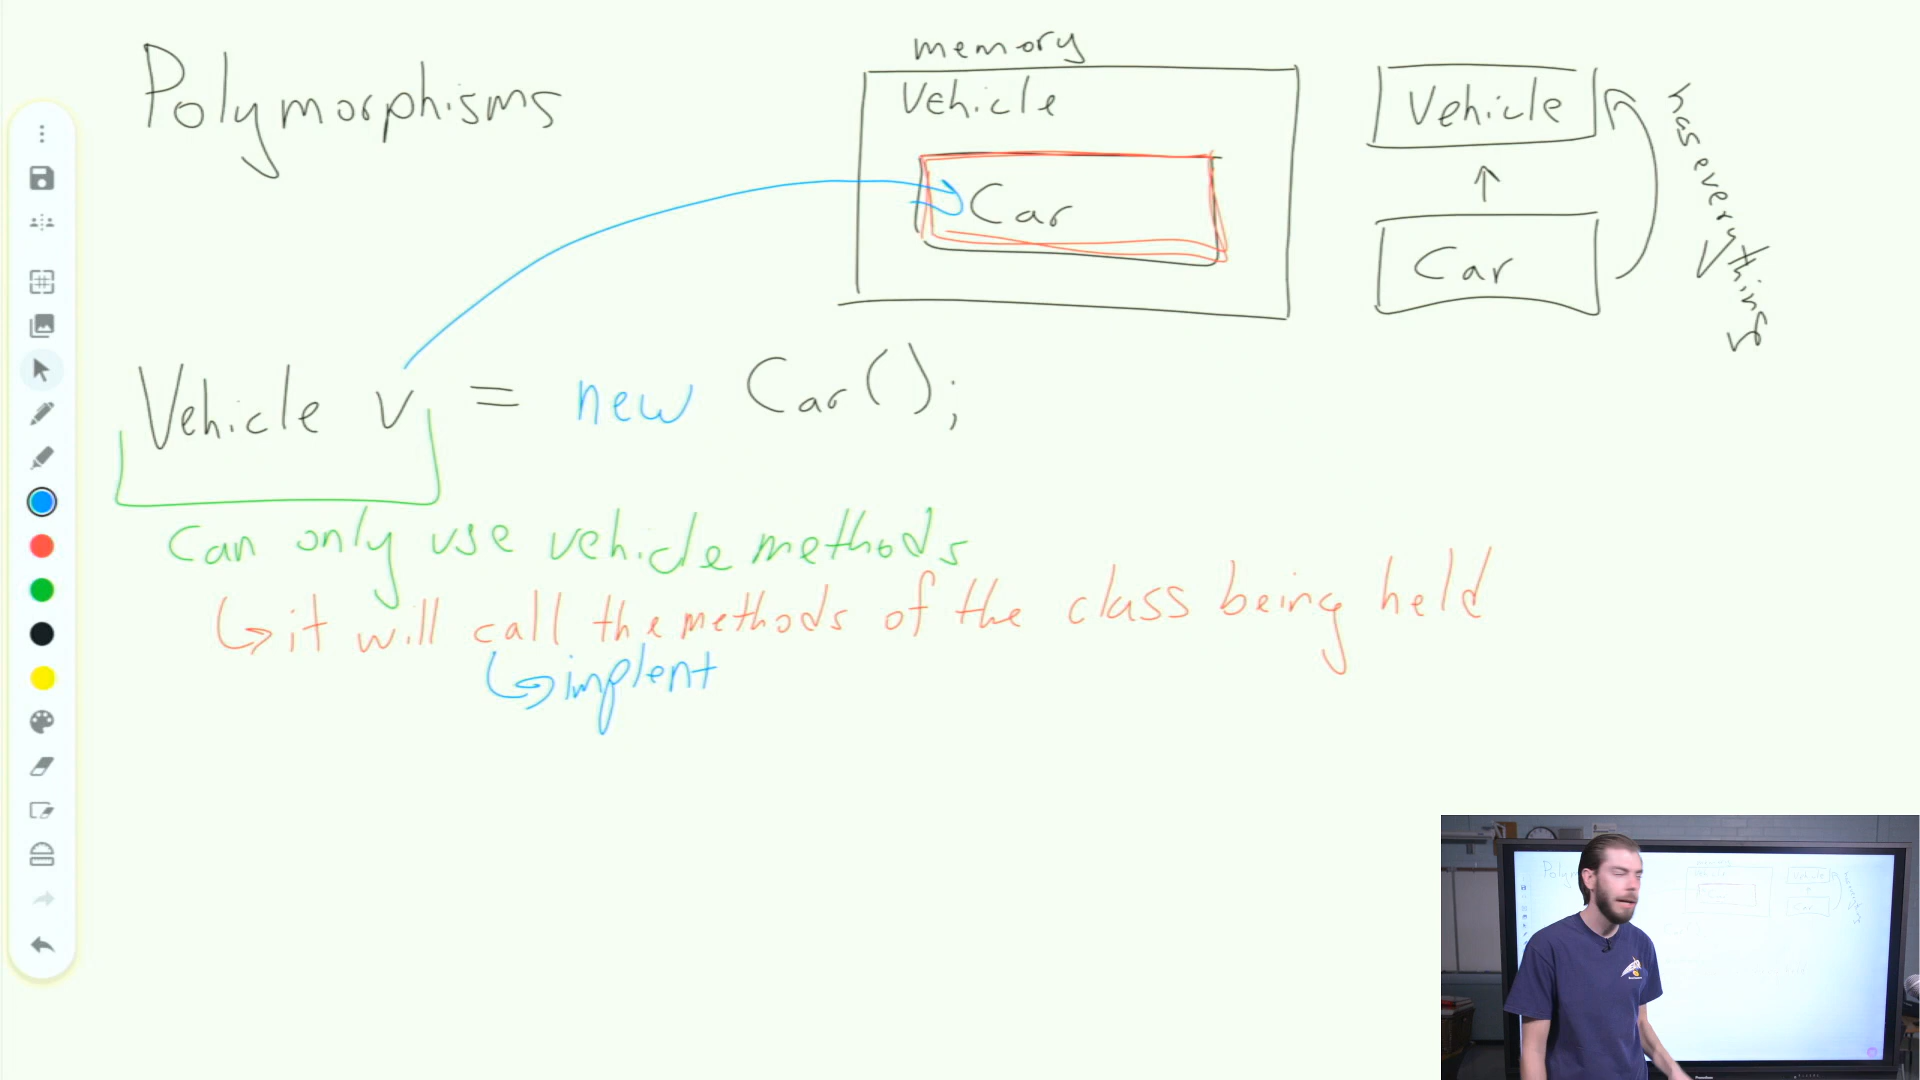 Polymorphisms
memory
Vehicle
Car
Vehicle
Car
has everything
V
Vehicle v = new Car();
can only use vehicle methods
↳ it will call the methods of the class being held
↳ implent